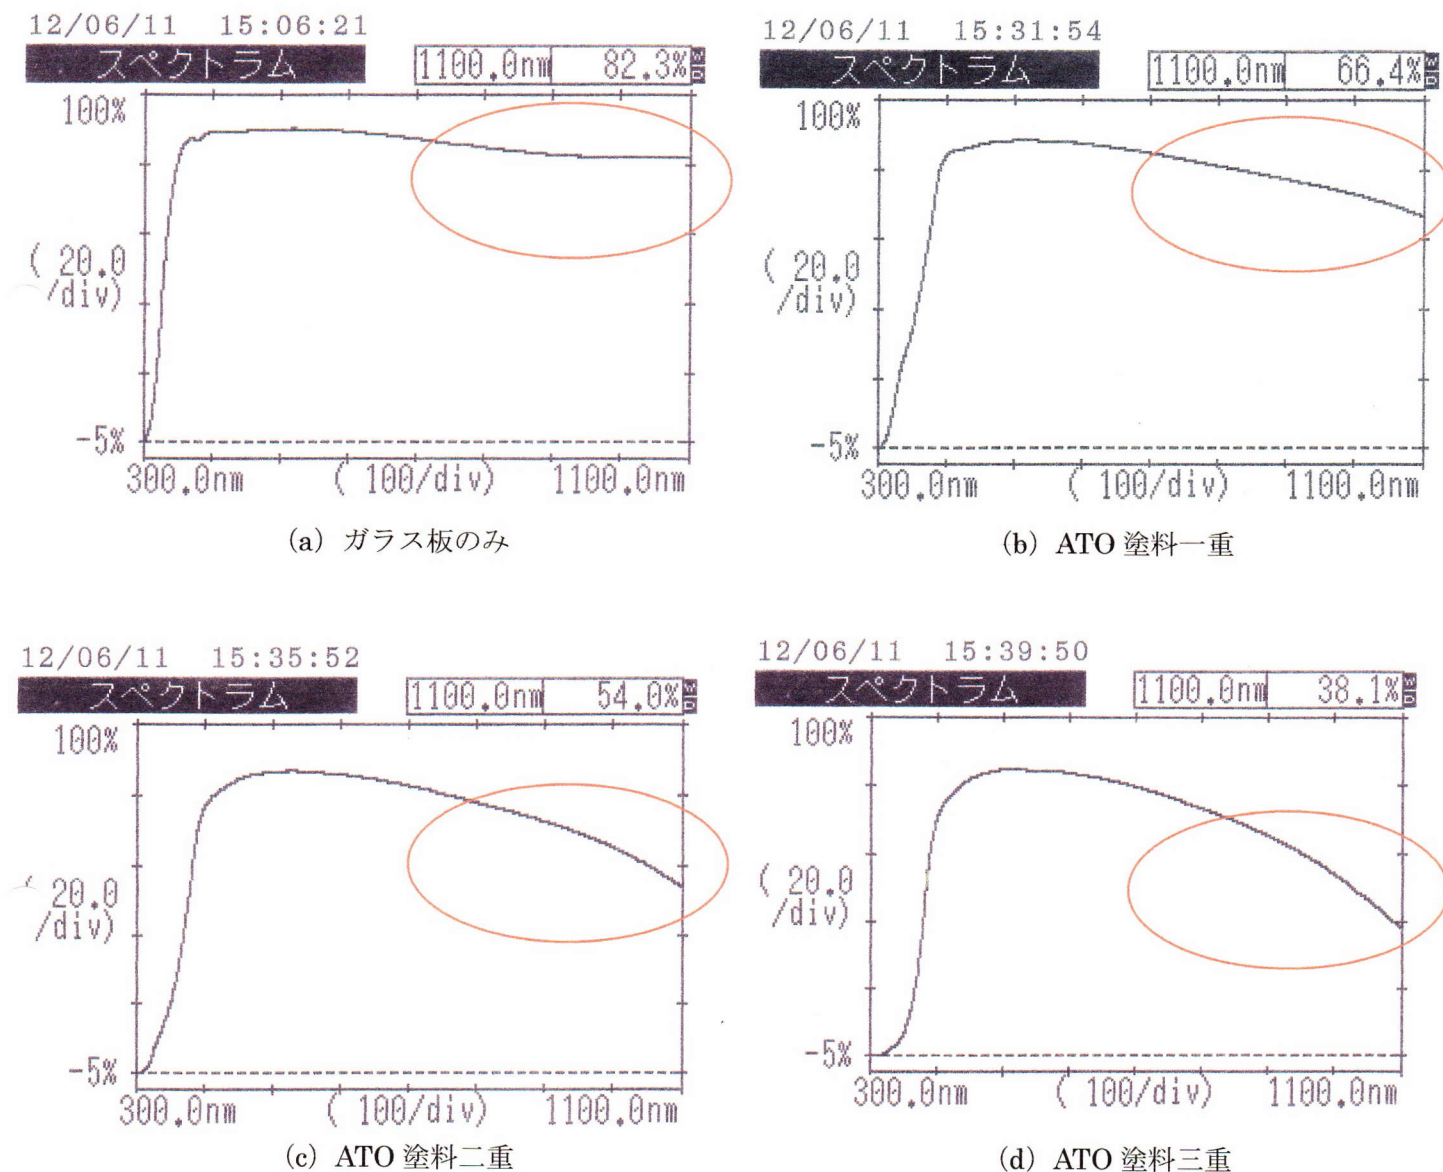 12/06/11 15:06:21
スペクトラム 1100.0nm 82.3%
100%
( 20.0
/div)
-5%
300.0nm ( 100/div) 1100.0nm
(a) ガラス板のみ
12/06/11 15:31:54
スペクトラム 1100.0nm 66.4%
100%
( 20.0
/div)
-5%
300.0nm ( 100/div) 1100.0nm
(b) ATO 塗料一重
12/06/11 15:35:52
スペクトラム 1100.0nm 54.0%
100%
( 20.0
/div)
-5%
300.0nm ( 100/div) 1100.0nm
(c) ATO 塗料二重
12/06/11 15:39:50
スペクトラム 1100.0nm 38.1%
100%
( 20.0
/div)
-5%
300.0nm ( 100/div) 1100.0nm
(d) ATO 塗料三重